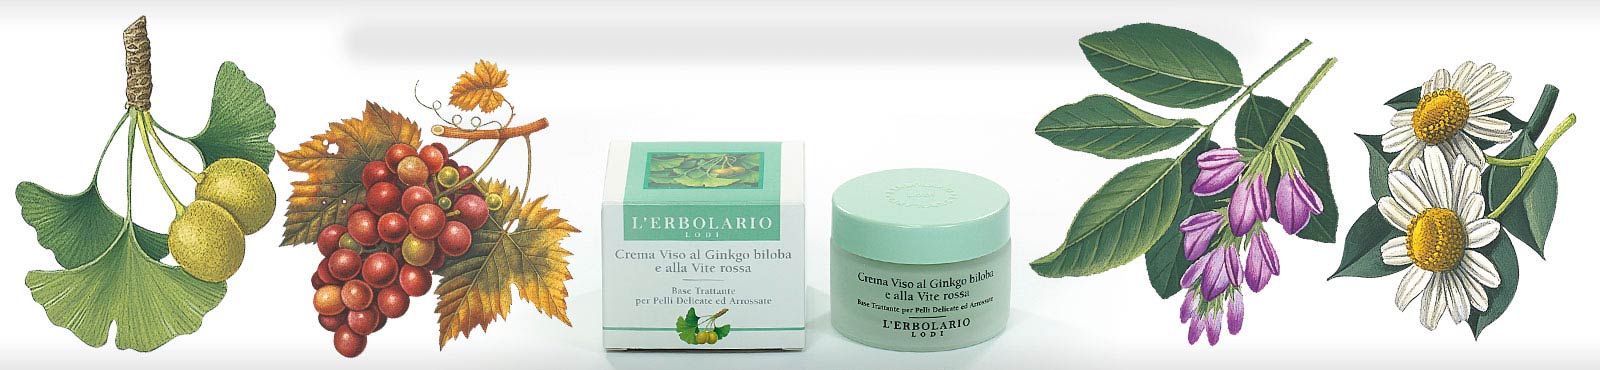 L'ERBOLARIO
LODI
Crema Viso al Ginkgo biloba
e alla Vite rossa
Base Trattante
per Pelli Delicate ed Arrossate
Crema Viso al Ginkgo biloba
e alla Vite rossa
Base Trattante per Pelli Delicate ed Arrossate
L'ERBOLARIO
LODI